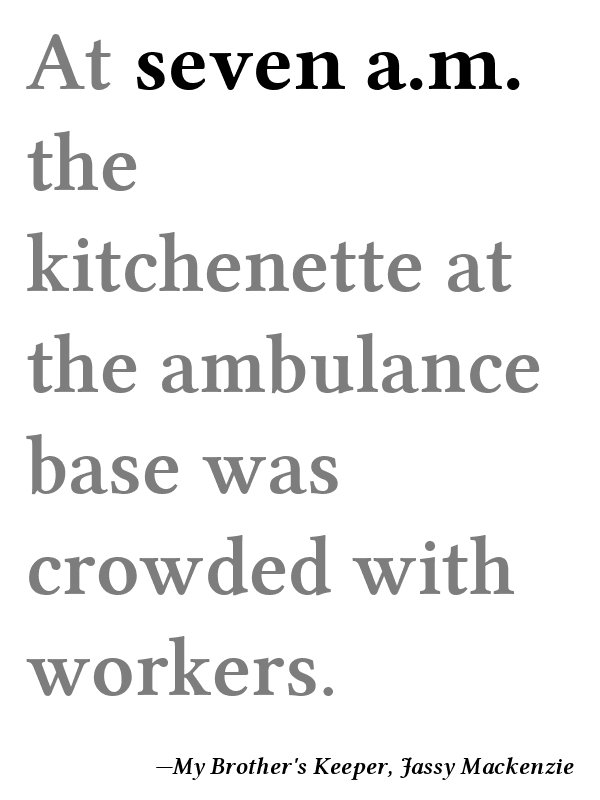 At seven a.m.
the
kitchenette at
the ambulance
base was
crowded with
workers.
—My Brother's Keeper, Jassy Mackenzie